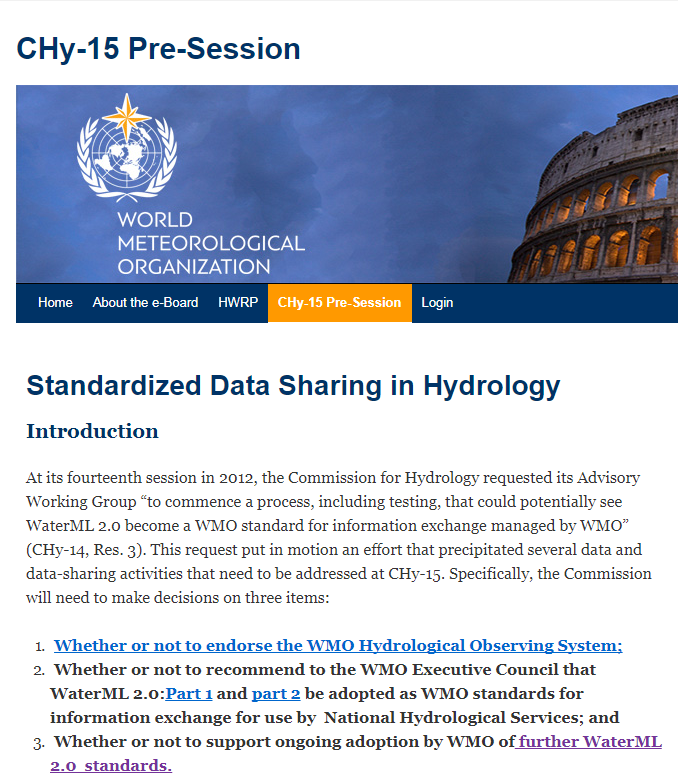 CHy-15 Pre-Session
WORLD
METEOROLOGICAL
ORGANIZATION
Home About the e-Board HWRP CHy-15 Pre-Session Login
Standardized Data Sharing in Hydrology
Introduction
At its fourteenth session in 2012, the Commission for Hydrology requested its Advisory
Working Group “to commence a process, including testing, that could potentially see
WaterML 2.0 become a WMO standard for information exchange managed by WMO”
(CHy-14, Res. 3). This request put in motion an effort that precipitated several data and
data-sharing activities that need to be addressed at CHy-15. Specifically, the Commission
will need to make decisions on three items:
1. Whether or not to endorse the WMO Hydrological Observing System;
2. Whether or not to recommend to the WMO Executive Council that
WaterML 2.0:Part 1 and part 2 be adopted as WMO standards for
information exchange for use by National Hydrological Services; and
3. Whether or not to support ongoing adoption by WMO of further WaterML
2.0 standards.